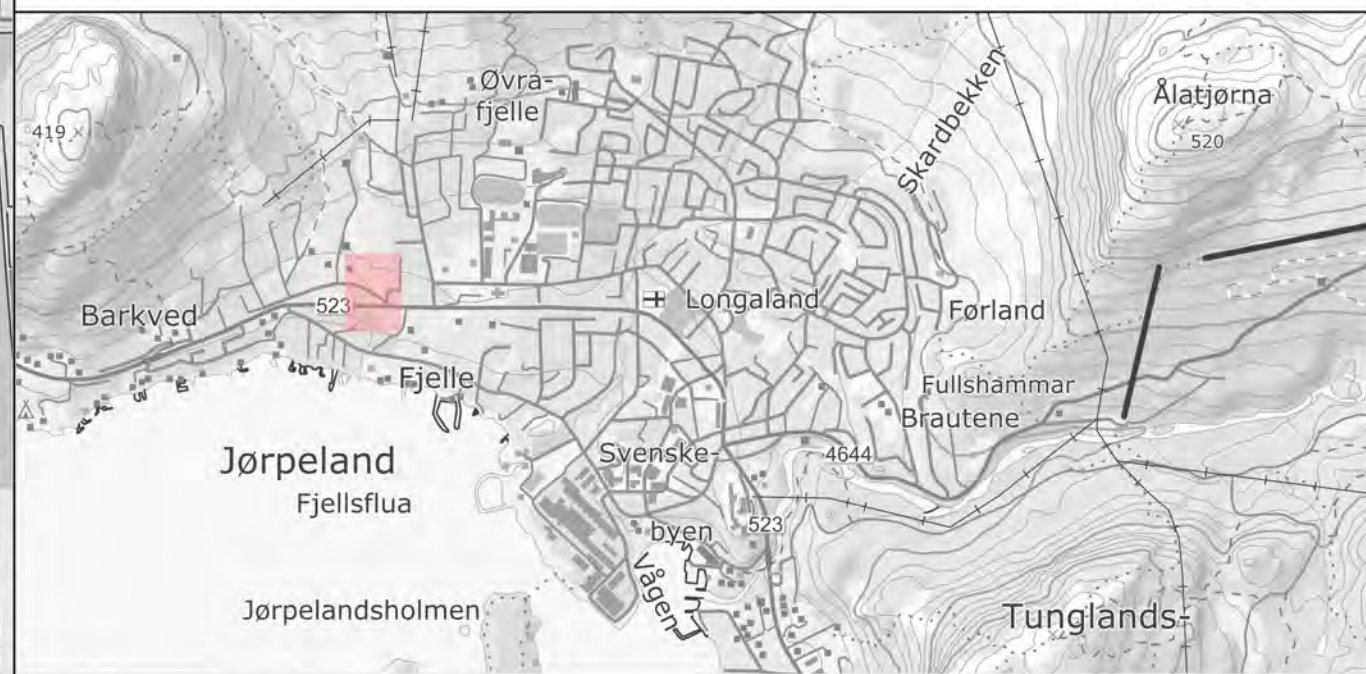 Øvra-
fjelle
Skardbekken
Ålatjørna
520
419
523
Barkved
Longaland
Førland
Fjelle
Fullshammar
Brautene
Jørpeland
Fjellsflua
Svenske-
byen
4644
523
Vågen
Jørpelandsholmen
Tunglands-